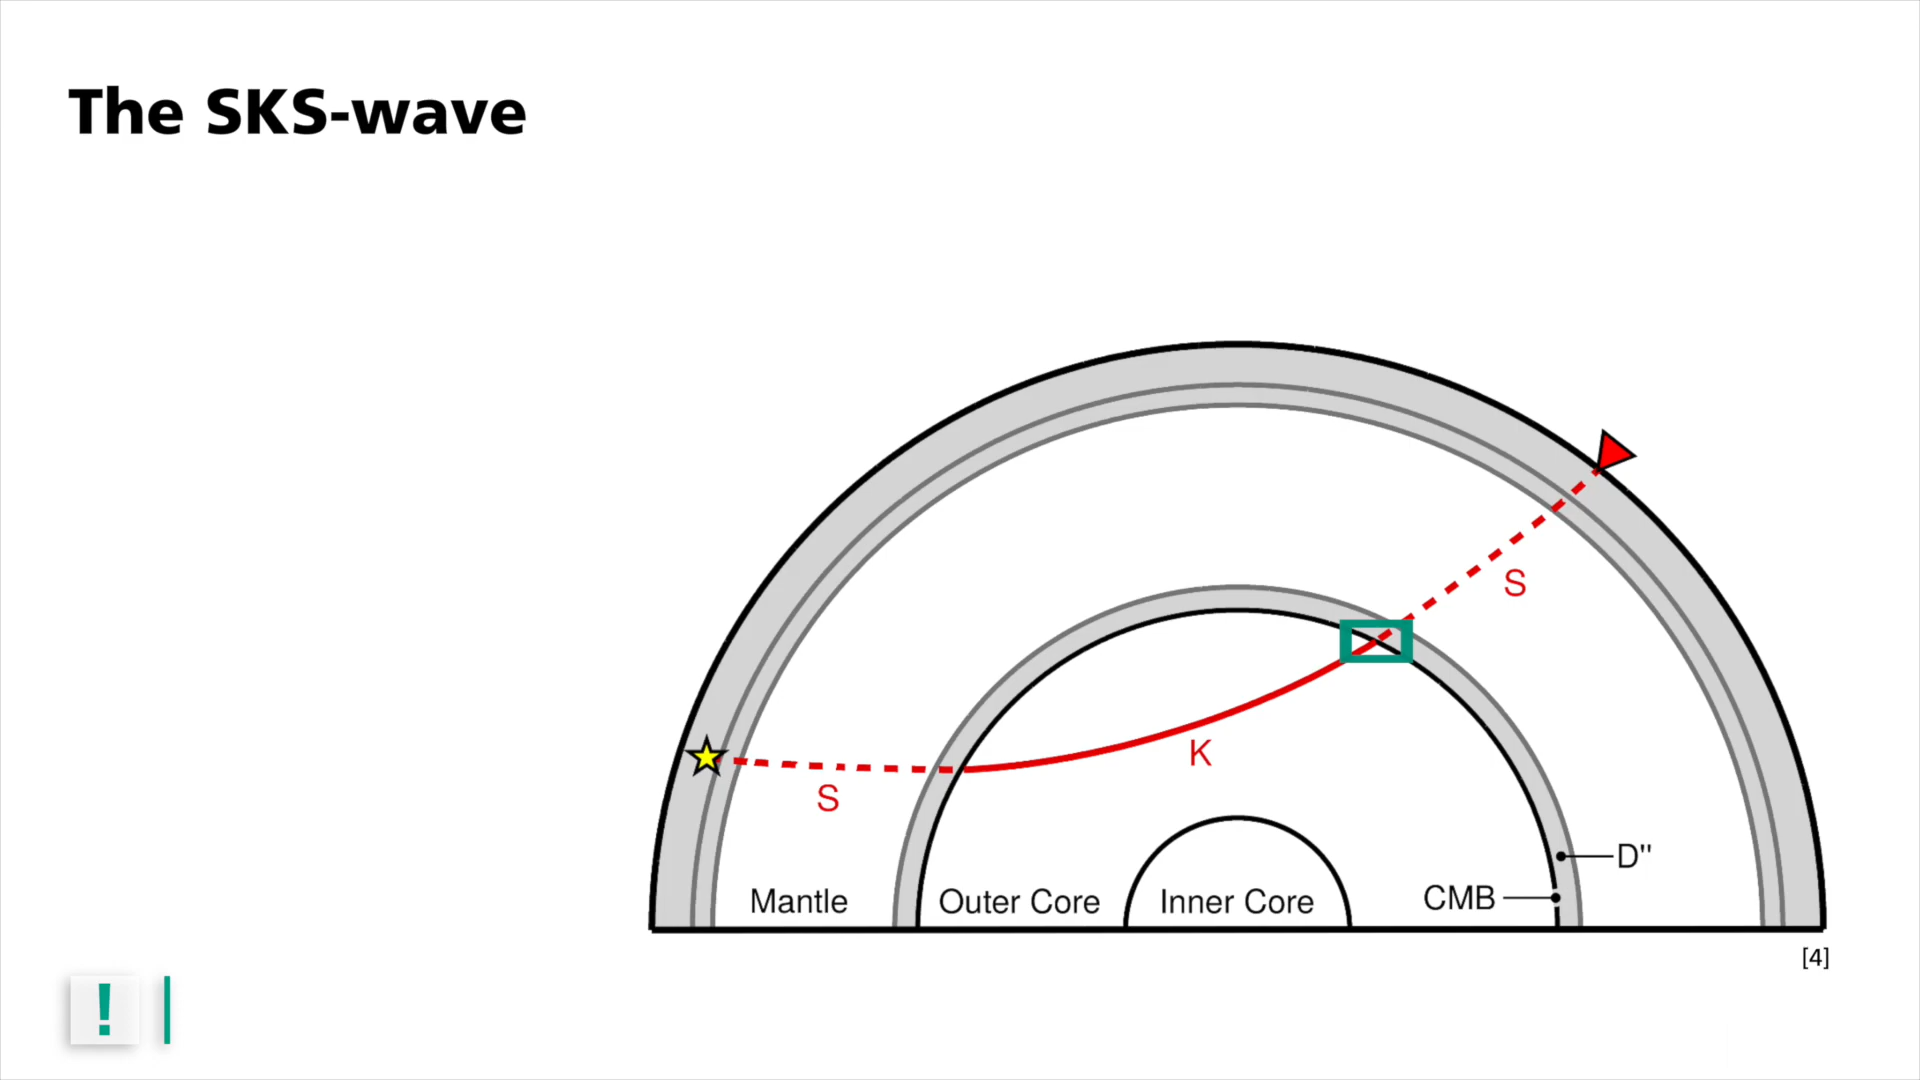 The SKS-wave
S
S
K
D"
Mantle
Outer Core
Inner Core
CMB
[4]
!